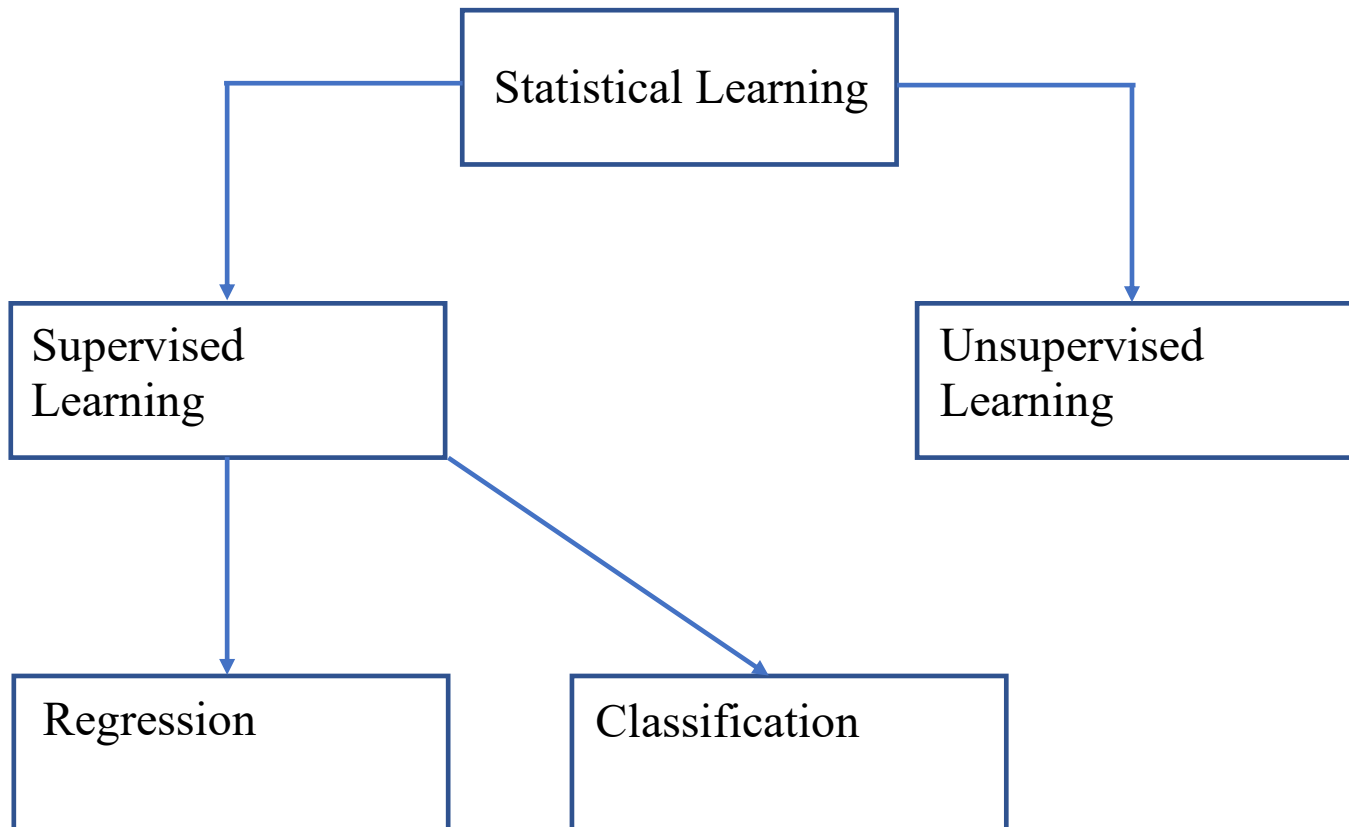 Statistical Learning
Supervised
Learning
Unsupervised
Learning
Regression
Classification